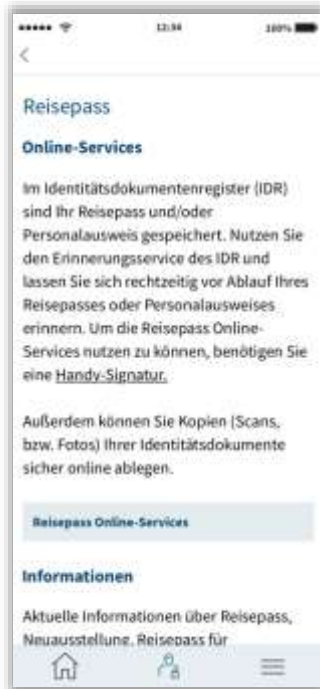 12:34
100%
Reisepass
Online-Services
Im Identitätsdokumentenregister (IDR)
sind Ihr Reisepass und/oder
Personalausweis gespeichert. Nutzen Sie
den Erinnerungsservice des IDR und
lassen Sie sich rechtzeitig vor Ablauf Ihres
Reisepasses oder Personalausweises
erinnern. Um die Reisepass Online-
Services nutzen zu können, benötigen Sie
eine Handy-Signatur.
Außerdem können Sie Kopien (Scans,
bzw. Fotos) Ihrer Identitätsdokumente
sicher online ablegen.
Reisepass Online-Services
Informationen
Aktuelle Informationen über Reisepass,
Neuausstellung, Reisepass für